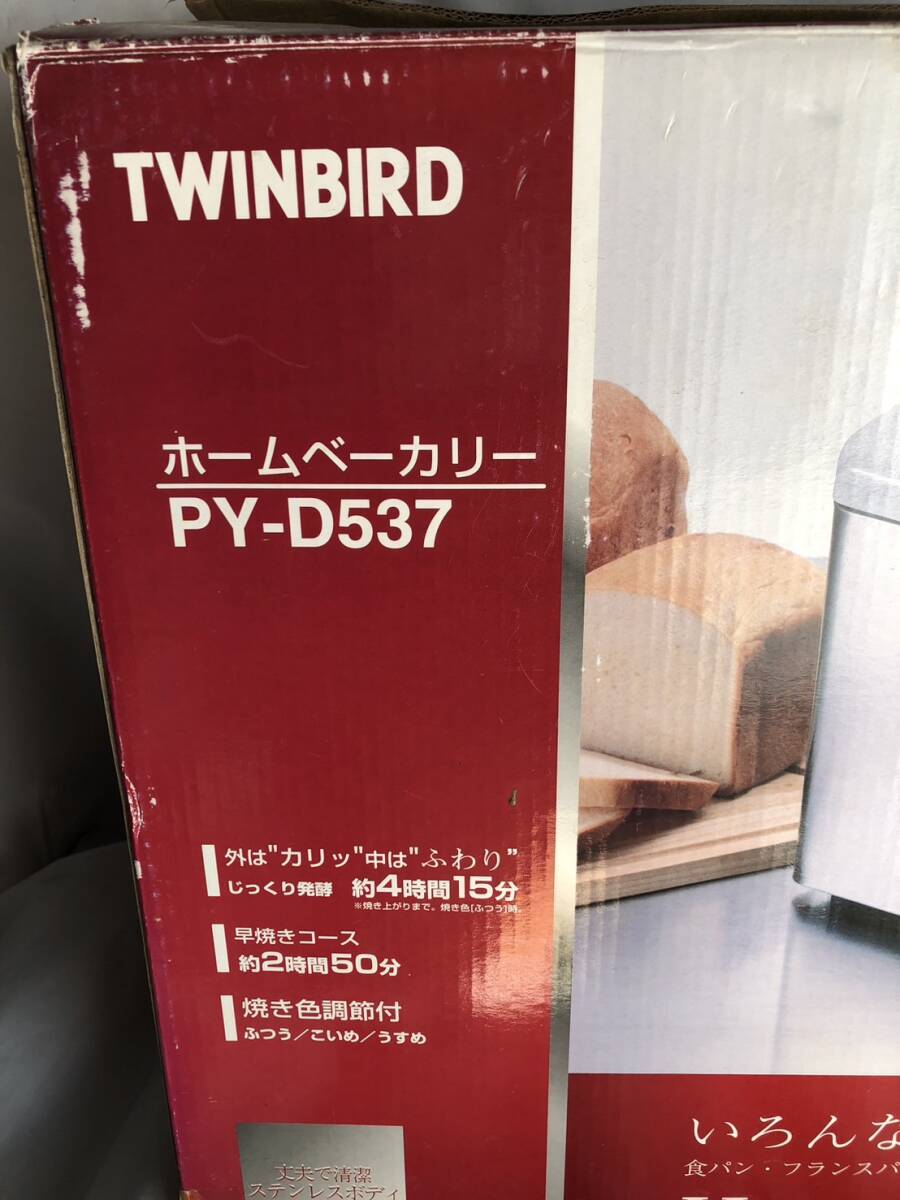 TWINBIRD
ホームベーカリー
PY-D537
外は"カリッ"中は"ふわり"
じっくり発酵 約4時間15分
※焼き上がりまで。焼き色[ふつう]時。
早焼きコース
約2時間50分
焼き色調節付
ふつう／こいめ／うすめ
丈夫で清潔
ステンレスボディ
いろんな
食パン・フランスパ